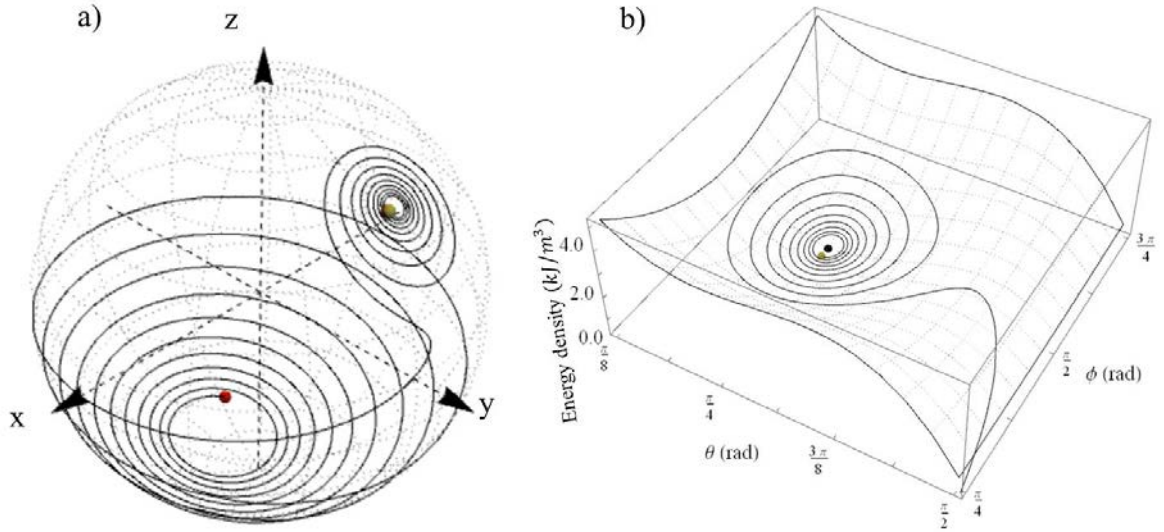 a)
z
x
y
b)
Energy density (kJ/m³)
4.0
2.0
0.0
π/8
π/4
3π/8
π/2
θ (rad)
π/4
π/2
3π/4
ϕ (rad)